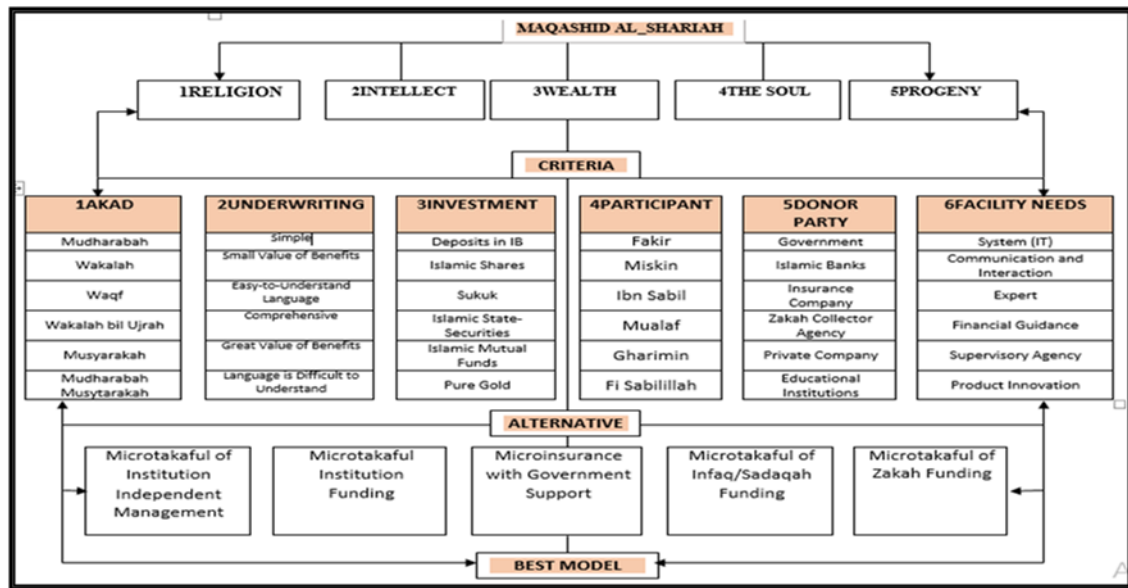 MAQASHID AL_SHARIAH
1RELIGION
2INTELLECT
3WEALTH
4THE SOUL
5PROGENY
CRITERIA
1AKAD
Mudharabah
Wakalah
Waqf
Wakalah bil Ujrah
Musyarakah
Mudharabah
Musytarakah
2UNDERWRITING
Simple
Small Value of Benefits
Easy-to-Understand
Language
Comprehensive
Great Value of Benefits
Language is Difficult to
Understand
3INVESTMENT
Deposits in IB
Islamic Shares
Sukuk
Islamic State-
Securities
Islamic Mutual
Funds
Pure Gold
4PARTICIPANT
Fakir
Miskin
Ibn Sabil
Mualaf
Gharimin
Fi Sabilillah
5DONOR
PARTY
Government
Islamic Banks
Insurance
Company
Zakah Collector
Agency
Private Company
Educational
Institutions
6FACILITY NEEDS
System (IT)
Communication and
Interaction
Expert
Financial Guidance
Supervisory Agency
Product Innovation
ALTERNATIVE
Microtakaful of
Institution
Independent
Management
Microtakaful
Institution
Funding
Microinsurance
with Government
Support
Microtakaful of
Infaq/Sadaqah
Funding
Microtakaful of
Zakah Funding
BEST MODEL
A